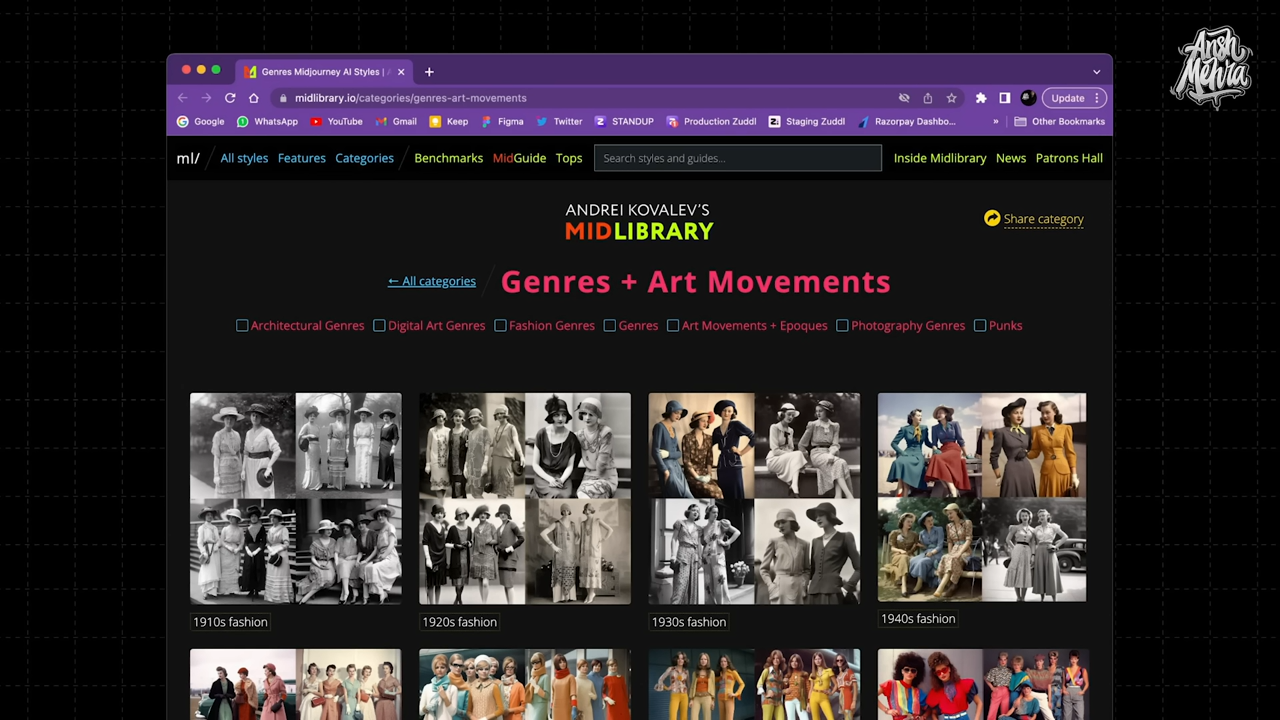 Ansh
Mehra
Genres Midjourney AI Styles |
midlibrary.io/categories/genres-art-movements
Update
Google WhatsApp YouTube Gmail Keep Figma Twitter STANDUP Production Zuddl Staging Zuddl Razorpay Dashbo... » Other Bookmarks
ml/ All styles Features Categories Benchmarks MidGuide Tops Search styles and guides... Inside Midlibrary News Patrons Hall
ANDREI KOVALEV'S
MIDLIBRARY
Share category
← All categories Genres + Art Movements
Architectural Genres Digital Art Genres Fashion Genres Genres Art Movements + Epoques Photography Genres Punks
1910s fashion 1920s fashion 1930s fashion 1940s fashion